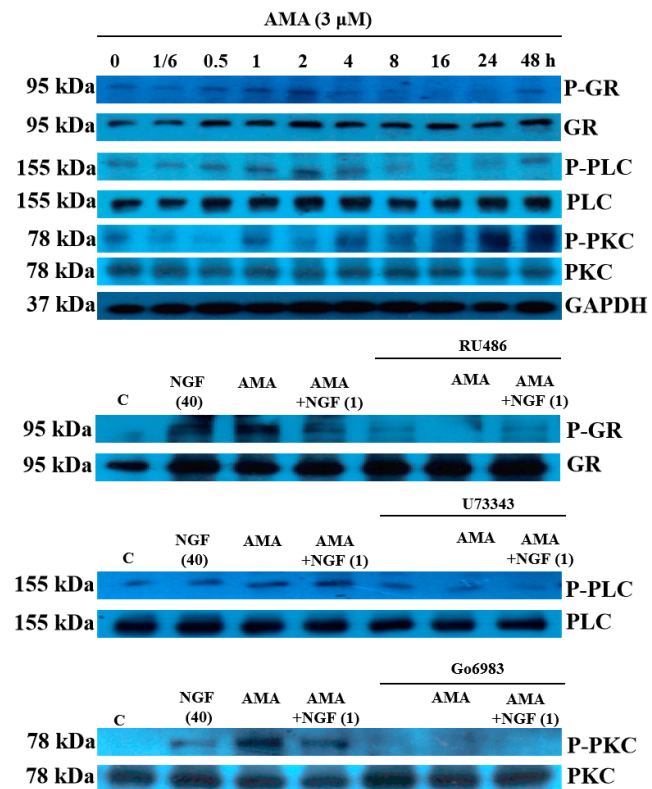 AMA (3 μM)
0 1/6 0.5 1 2 4 8 16 24 48 h
95 kDa P-GR
95 kDa GR
155 kDa P-PLC
155 kDa PLC
78 kDa P-PKC
78 kDa PKC
37 kDa GAPDH
RU486
C NGF AMA AMA AMA AMA
(40) +NGF (1) +NGF (1)
95 kDa P-GR
95 kDa GR
U73343
C NGF AMA AMA AMA AMA
(40) +NGF (1) +NGF (1)
155 kDa P-PLC
155 kDa PLC
Go6983
C NGF AMA AMA AMA AMA
(40) +NGF (1) +NGF (1)
78 kDa P-PKC
78 kDa PKC